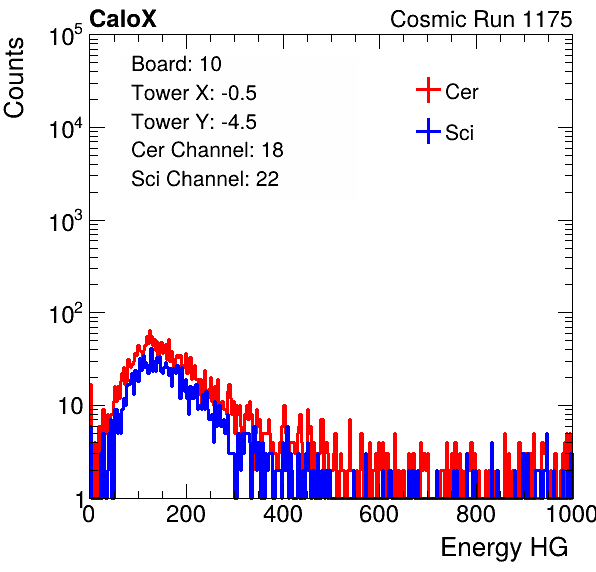 CaloX Cosmic Run 1175
Counts
Board: 10
Tower X: -0.5
Tower Y: -4.5
Cer Channel: 18
Sci Channel: 22
Cer
Sci
10^5
10^4
10^3
10^2
10
1
0 200 400 600 800 1000
Energy HG